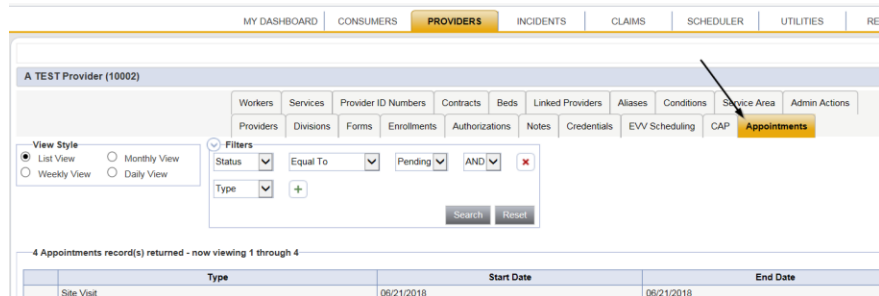 MY DASHBOARD CONSUMERS PROVIDERS INCIDENTS CLAIMS SCHEDULER UTILITIES RE
A TEST Provider (10002)
Workers Services Provider ID Numbers Contracts Beds Linked Providers Aliases Conditions Service Area Admin Actions
Providers Divisions Forms Enrollments Authorizations Notes Credentials EVV Scheduling CAP Appointments
View Style Filters
List View Monthly View Status Equal To Pending AND
Weekly View Daily View
Type
Search Reset
4 Appointments record(s) returned - now viewing 1 through 4
Type Start Date End Date
Site Visit 06/21/2018 06/21/2018